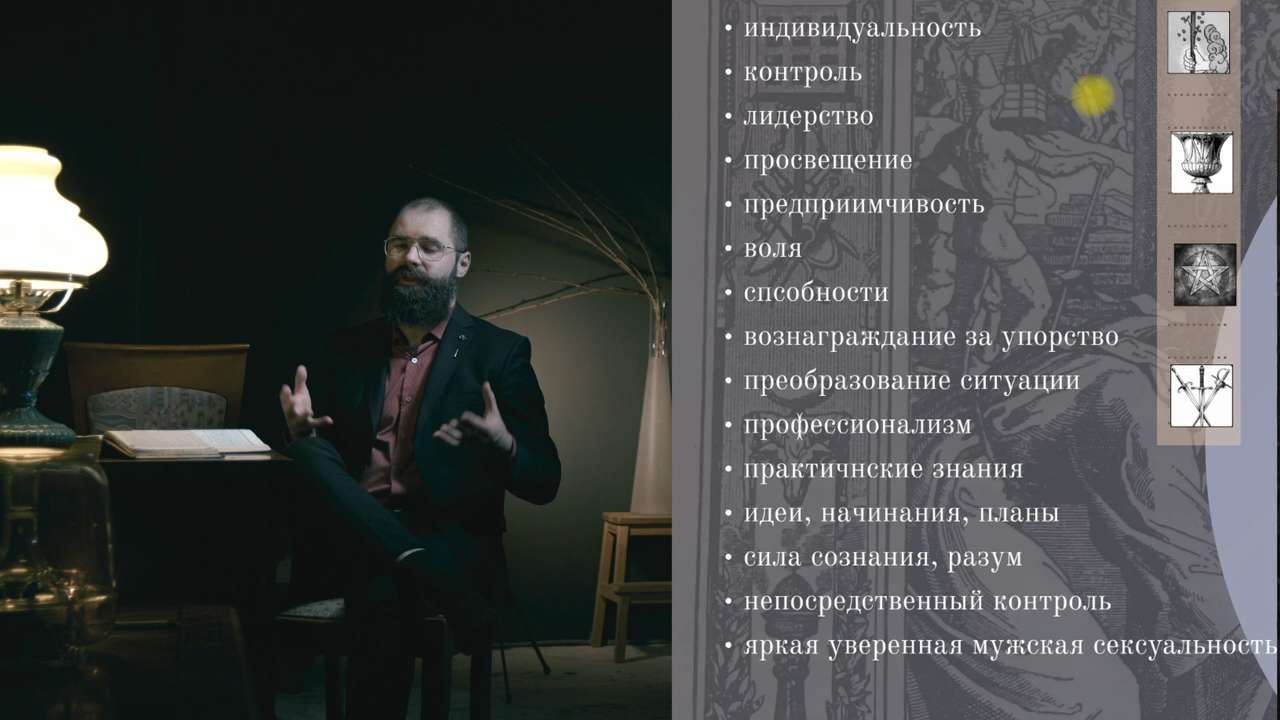 индивидуальность
контроль
лидерство
просвещение
предприимчивость
воля
спсобности
вознаграждание за упорство
преобразование ситуации
профессионализм
практичнские знания
идеи, начинания, планы
сила сознания, разум
непосредственный контроль
яркая уверенная мужская сексуальность